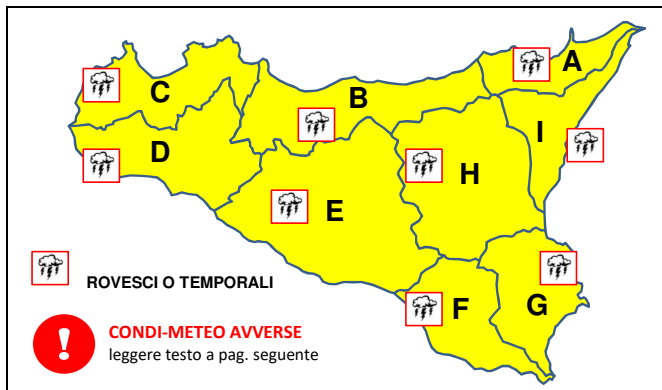 A
C
B
I
D
H
E
F
G
ROVESCI O TEMPORALI
!
CONDI-METEO AVVERSE
leggere testo a pag. seguente